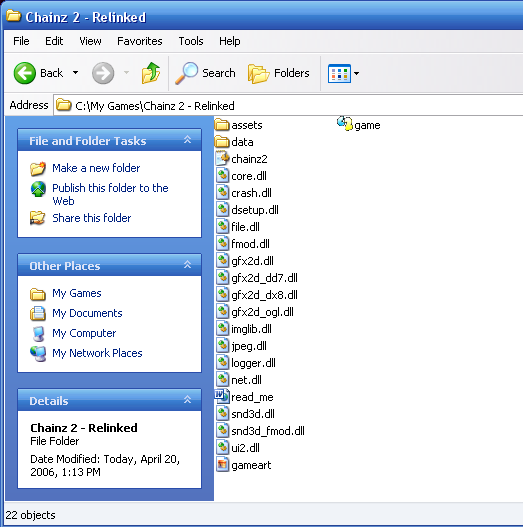 Chainz 2 - Relinked
File Edit View Favorites Tools Help
Back Search Folders
Address C:\My Games\Chainz 2 - Relinked
File and Folder Tasks
Make a new folder
Publish this folder to the
Web
Share this folder
Other Places
My Games
My Documents
My Computer
My Network Places
Details
Chainz 2 - Relinked
File Folder
Date Modified: Today, April 20,
2006, 1:13 PM
assets
data
chainz2
core.dll
crash.dll
dsetup.dll
file.dll
fmod.dll
gfx2d.dll
gfx2d_dd7.dll
gfx2d_dx8.dll
gfx2d_ogl.dll
imglib.dll
jpeg.dll
logger.dll
net.dll
read_me
snd3d.dll
snd3d_fmod.dll
ui2.dll
gameart
game
22 objects